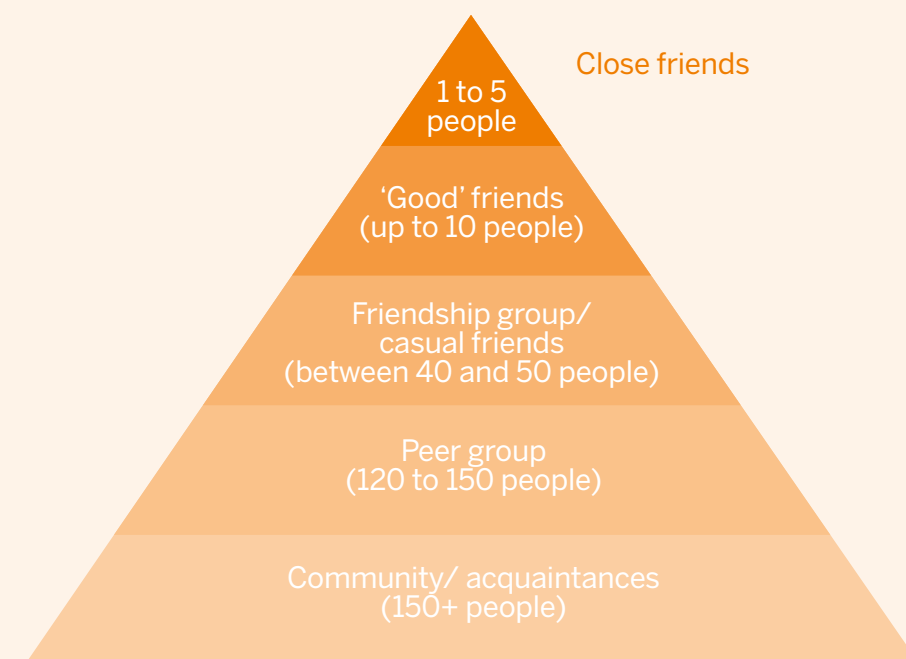 Close friends
1 to 5
people
‘Good’ friends
(up to 10 people)
Friendship group/
casual friends
(between 40 and 50 people)
Peer group
(120 to 150 people)
Community/ acquaintances
(150+ people)